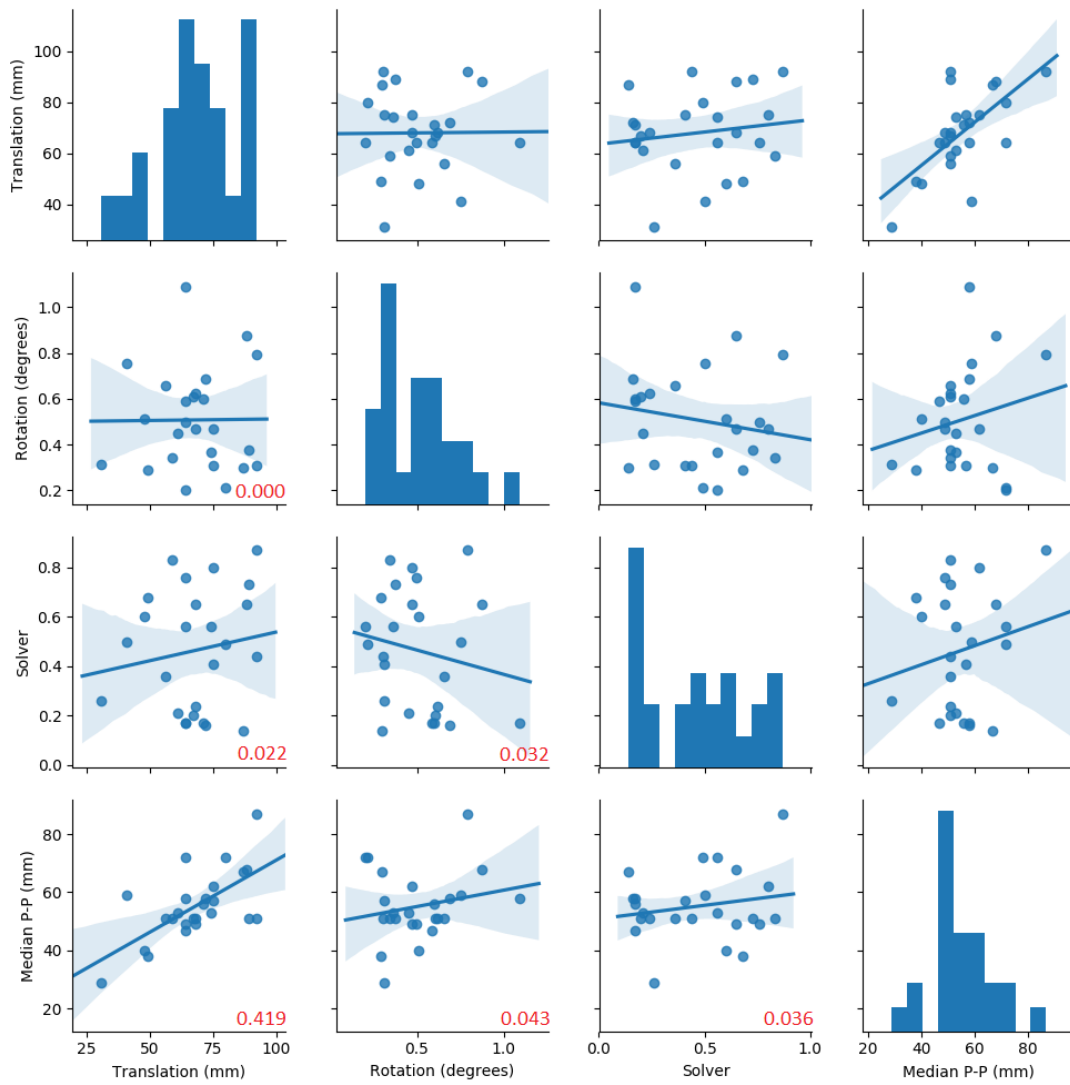 Translation (mm)
100
80
60
40
Rotation (degrees)
1.0
0.8
0.6
0.4
0.2
0.000
Solver
0.8
0.6
0.4
0.2
0.0
0.022
0.032
Median P-P (mm)
80
60
40
20
0.419
0.043
0.036
25 50 75 100
0.5 1.0
0.0 0.5 1.0
20 40 60 80
Translation (mm)
Rotation (degrees)
Solver
Median P-P (mm)